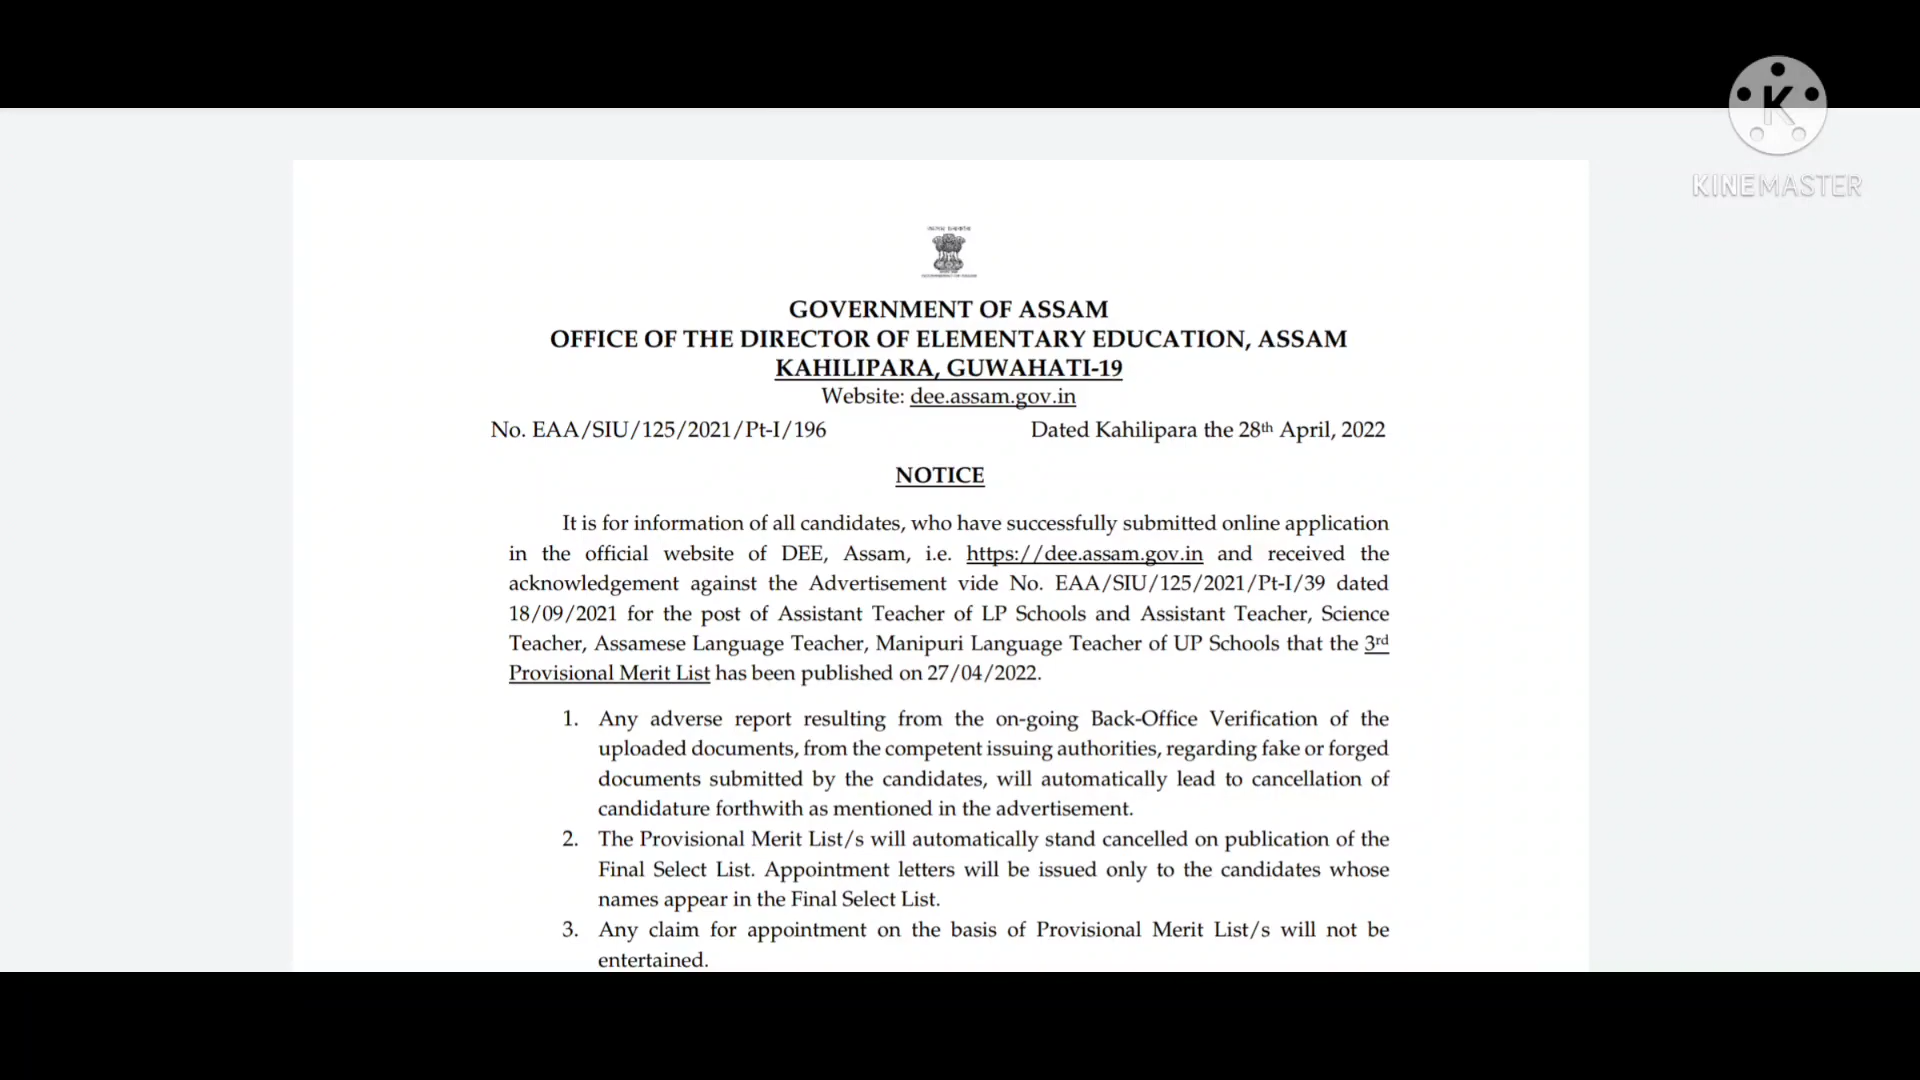 K
KINEMASTER
GOVERNMENT OF ASSAM
OFFICE OF THE DIRECTOR OF ELEMENTARY EDUCATION, ASSAM
KAHILIPARA, GUWAHATI-19
Website: dee.assam.gov.in
No. EAA/SIU/125/2021/Pt-I/196 Dated Kahilipara the 28th April, 2022
NOTICE
It is for information of all candidates, who have successfully submitted online application
in the official website of DEE, Assam, i.e. https://dee.assam.gov.in and received the
acknowledgement against the Advertisement vide No. EAA/SIU/125/2021/Pt-I/39 dated
18/09/2021 for the post of Assistant Teacher of LP Schools and Assistant Teacher, Science
Teacher, Assamese Language Teacher, Manipuri Language Teacher of UP Schools that the 3rd
Provisional Merit List has been published on 27/04/2022.
1. Any adverse report resulting from the on-going Back-Office Verification of the
uploaded documents, from the competent issuing authorities, regarding fake or forged
documents submitted by the candidates, will automatically lead to cancellation of
candidature forthwith as mentioned in the advertisement.
2. The Provisional Merit List/s will automatically stand cancelled on publication of the
Final Select List. Appointment letters will be issued only to the candidates whose
names appear in the Final Select List.
3. Any claim for appointment on the basis of Provisional Merit List/s will not be
entertained.